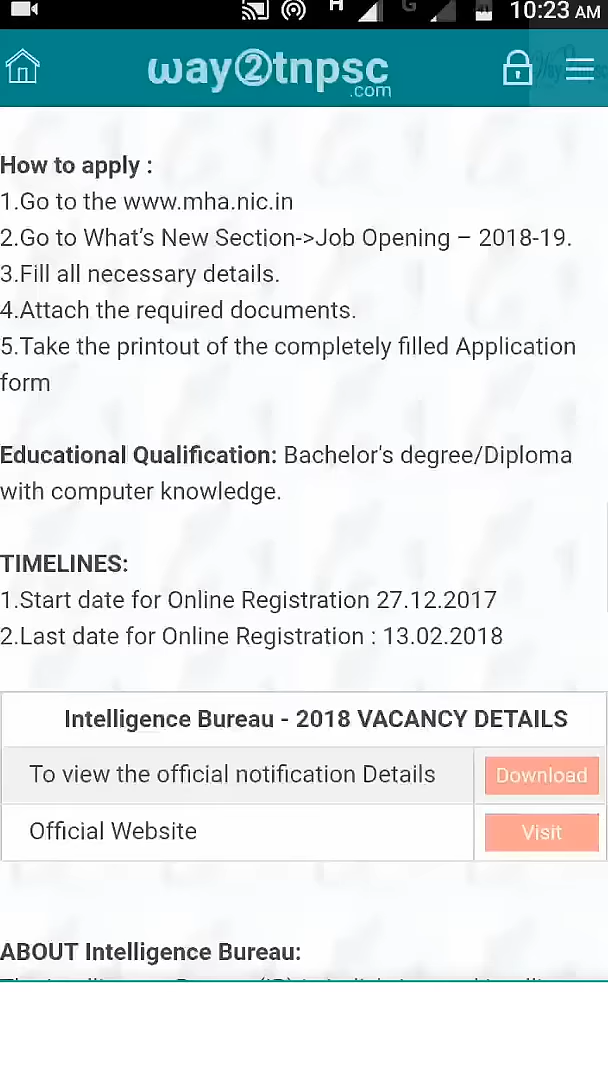 H G 10:23 AM
way2tnpsc
.com
How to apply :
1.Go to the www.mha.nic.in
2.Go to What’s New Section->Job Opening – 2018-19.
3.Fill all necessary details.
4.Attach the required documents.
5.Take the printout of the completely filled Application
form
Educational Qualification: Bachelor's degree/Diploma
with computer knowledge.
TIMELINES:
1.Start date for Online Registration 27.12.2017
2.Last date for Online Registration : 13.02.2018
Intelligence Bureau - 2018 VACANCY DETAILS
To view the official notification Details Download
Official Website Visit
ABOUT Intelligence Bureau: